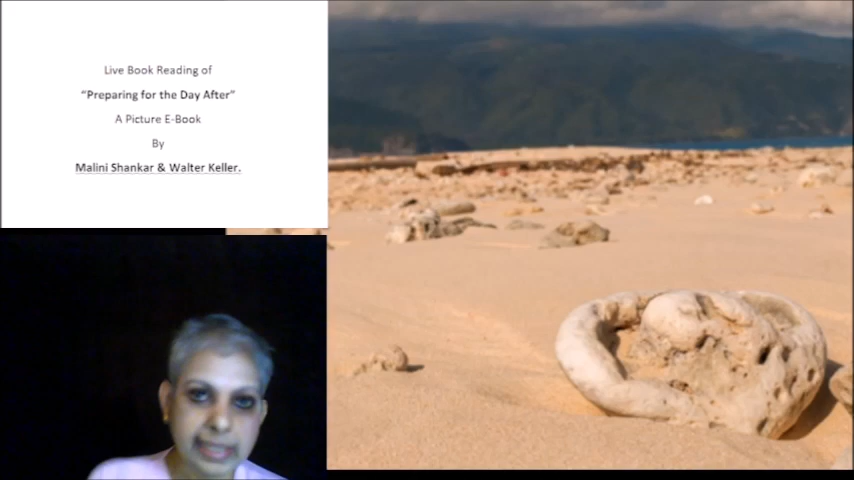 Live Book Reading of
“Preparing for the Day After”
A Picture E-Book
By
Malini Shankar & Walter Keller.